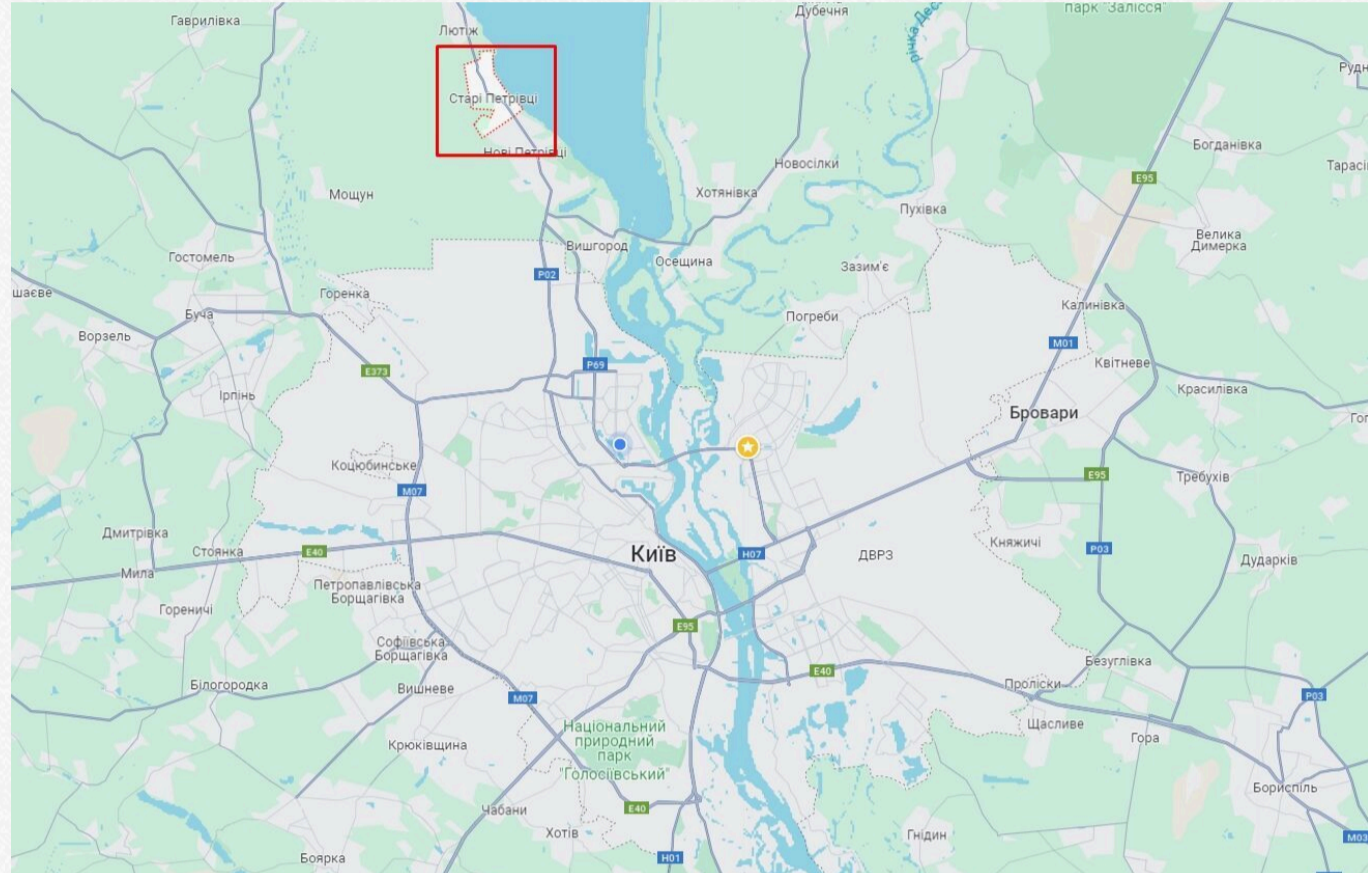 Гаврилівка
Лютіж
Дубечня
річка Дес
парк "Залісся"
Рудн
Старі Петрівці
Нові Петрівці
Богданівка
Тарасі
Новосілки
E95
Мощун
Хотянівка
Пухівка
Велика
Димерка
Гостомель
Вишгород
Осещина
Зазим'є
P02
шаєве
Горенка
Буча
Погреби
Калинівка
Ворзель
M01
P69
Квітневе
E373
Ірпінь
Красилівка
Бровари
Гог
Коцюбинське
M07
E95
Требухів
Дмитрівка
Стоянка
E40
Київ
H07
ДВРЗ
Княжичі
P03
Дударків
Мила
Гореничі
Петропавлівська
Борщагівка
E95
Софіївська
Борщагівка
E40
Безуглівка
Білогородка
Вишневе
M07
Проліски
P03
Щасливе
Гора
Крюківщина
Національний
природний
парк
"Голосіївський"
Бориспіль
Чабани
E40
Хотів
Гнідин
M03
Боярка
H01